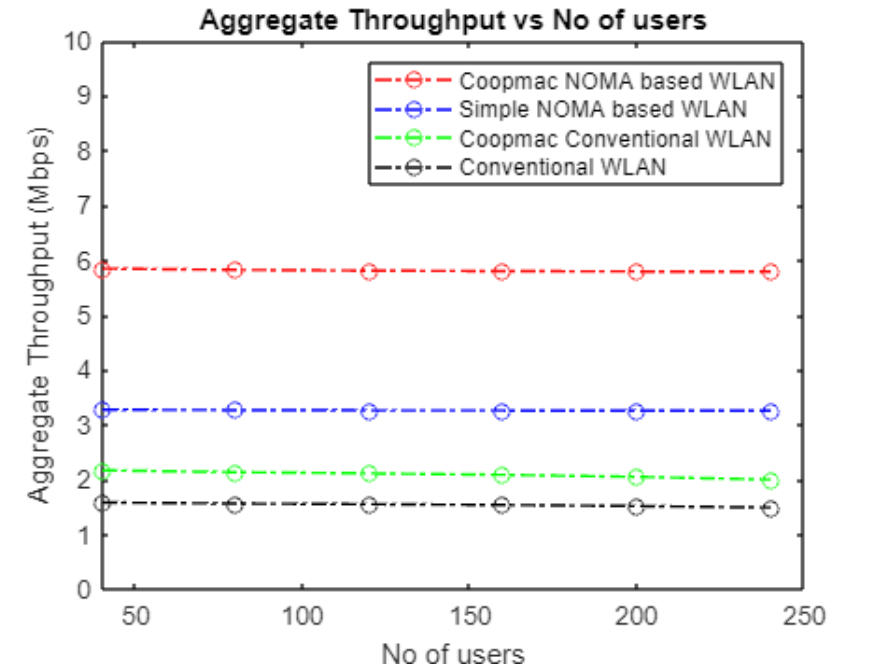 Aggregate Throughput vs No of users
10
9
8
7
6
5
4
3
2
1
0
Aggregate Throughput (Mbps)
Coopmac NOMA based WLAN
Simple NOMA based WLAN
Coopmac Conventional WLAN
Conventional WLAN
50 100 150 200 250
No of users